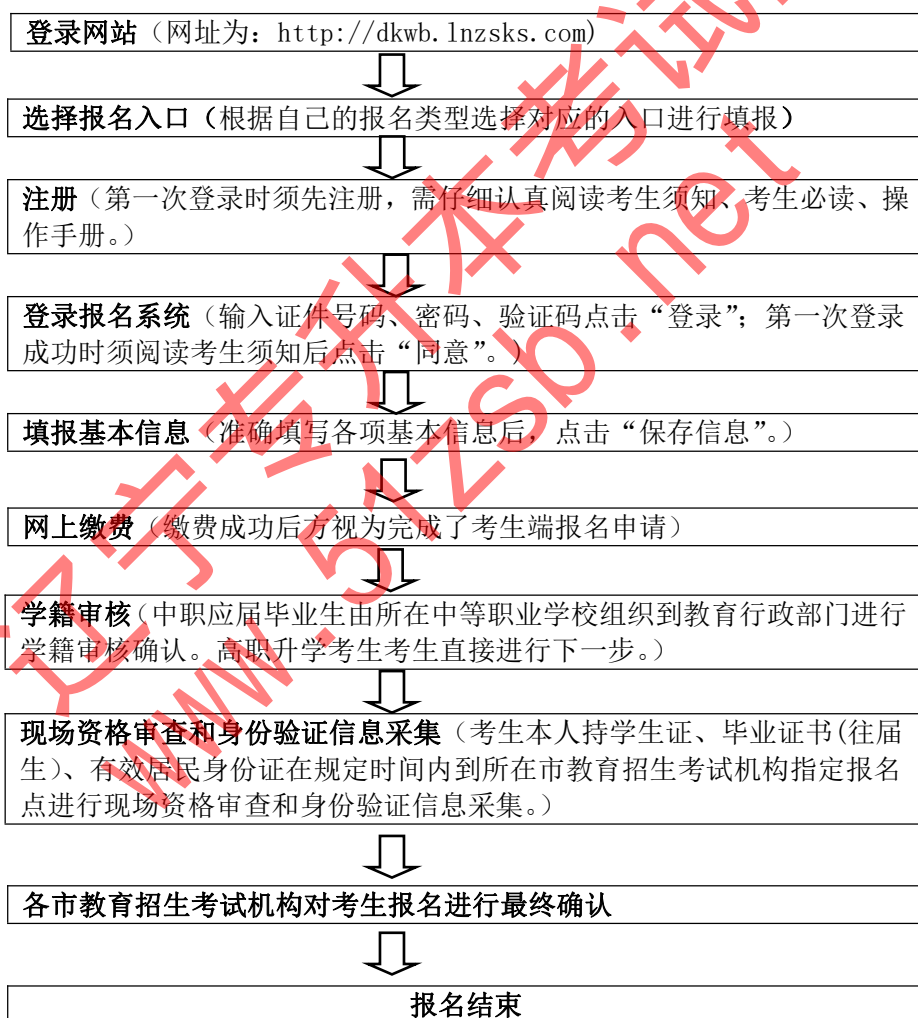 登录网站（网址为：http://dkwb.lnzsks.com)
选择报名入口（根据自己的报名类型选择对应的入口进行填报）
注册（第一次登录时须先注册，需仔细认真阅读考生须知、考生必读、操
作手册。）
登录报名系统（输入证件号码、密码、验证码点击“登录”；第一次登录
成功时须阅读考生须知后点击“同意”。）
填报基本信息（准确填写各项基本信息后，点击“保存信息”。）
网上缴费（缴费成功后方视为完成了考生端报名申请）
学籍审核（中职应届毕业生由所在中等职业学校组织到教育行政部门进行
学籍审核确认。高职升学考生考生直接进行下一步。）
现场资格审查和身份验证信息采集（考生本人持学生证、毕业证书(往届
生)、有效居民身份证在规定时间内到所在市教育招生考试机构指定报名
点进行现场资格审查和身份验证信息采集。）
各市教育招生考试机构对考生报名进行最终确认
报名结束
辽宁专升本考试
www.51zsb.net